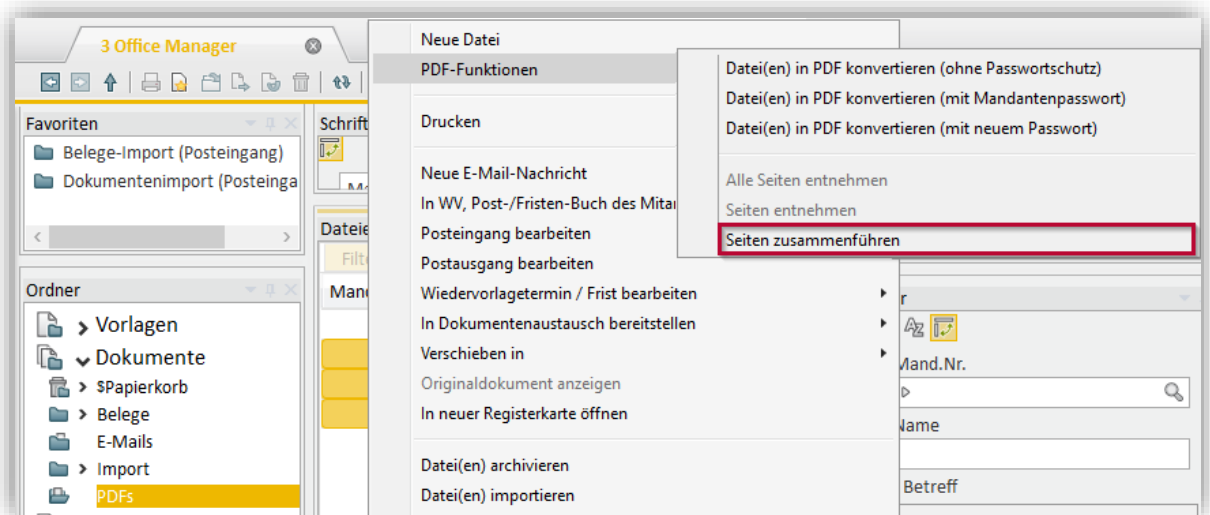 3 Office Manager
Favoriten
Belege-Import (Posteingang)
Dokumentenimport (Posteinga
Ordner
Vorlagen
Dokumente
$Papierkorb
Belege
E-Mails
Import
PDFs
Schrift
Dateie
Filt
Mand
Neue Datei
PDF-Funktionen
Drucken
Neue E-Mail-Nachricht
In WV, Post-/Fristen-Buch des Mitar
Posteingang bearbeiten
Postausgang bearbeiten
Wiedervorlagetermin / Frist bearbeiten
In Dokumentenaustausch bereitstellen
Verschieben in
Originaldokument anzeigen
In neuer Registerkarte öffnen
Datei(en) archivieren
Datei(en) importieren
Datei(en) in PDF konvertieren (ohne Passwortschutz)
Datei(en) in PDF konvertieren (mit Mandantenpasswort)
Datei(en) in PDF konvertieren (mit neuem Passwort)
Alle Seiten entnehmen
Seiten entnehmen
Seiten zusammenführen
r
AZ
Mand.Nr.
Name
Betreff